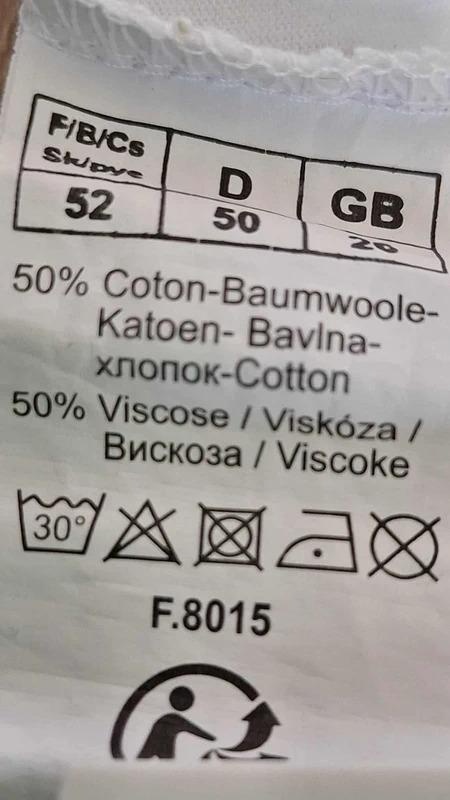 F/B/Cs D GB
Sk/
52 50 20
50% Coton-Baumwoole-
Katoen- Bavlna-
хлопок-Cotton
50% Viscose / Viskóza /
Вискоза / Viscoke
30°
F.8015